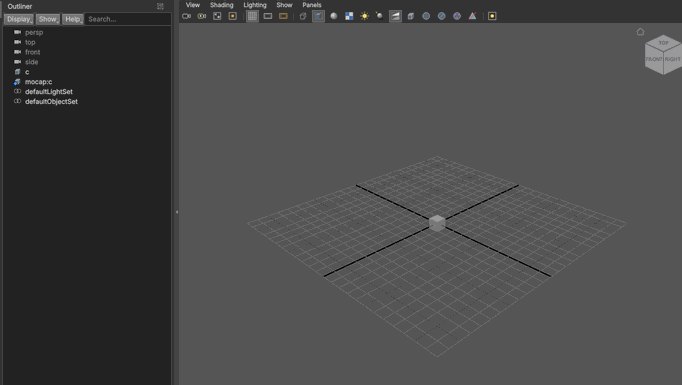 Outliner
Display
Show
Help
Search...
persp
top
front
side
c
mocap:c
defaultLightSet
defaultObjectSet
View
Shading
Lighting
Show
Panels
TOP
FRONT
RIGHT